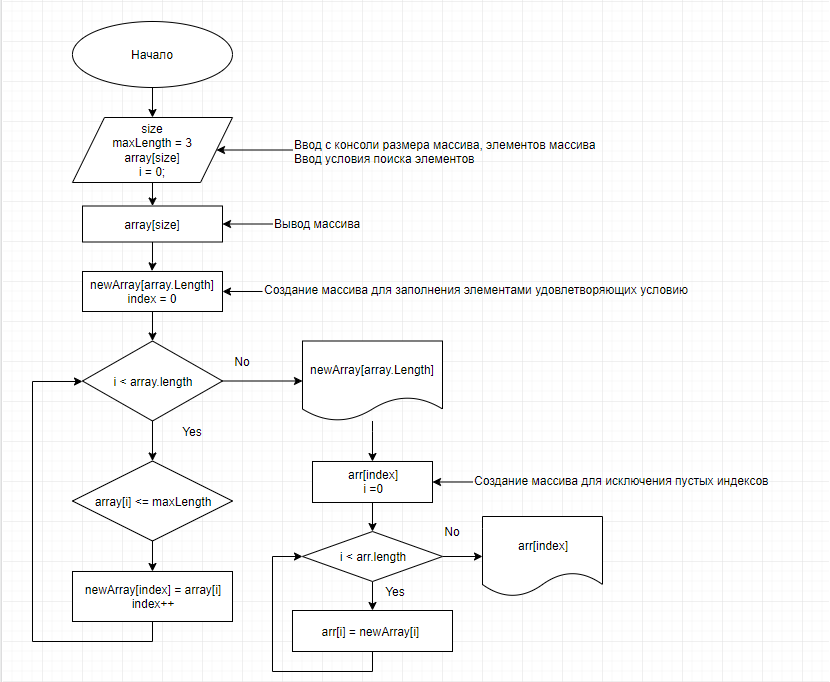 Начало
size
maxLength = 3
array[size]
i = 0;
Ввод с консоли размера массива, элементов массива
Ввод условия поиска элементов
array[size]
Вывод массива
newArray[array.Length]
index = 0
Создание массива для заполнения элементами удовлетворяющих условию
i < array.length
No
newArray[array.Length]
Yes
array[i] <= maxLength
arr[index]
i =0
Создание массива для исключения пустых индексов
newArray[index] = array[i]
index++
i < arr.length
No
arr[index]
Yes
arr[i] = newArray[i]